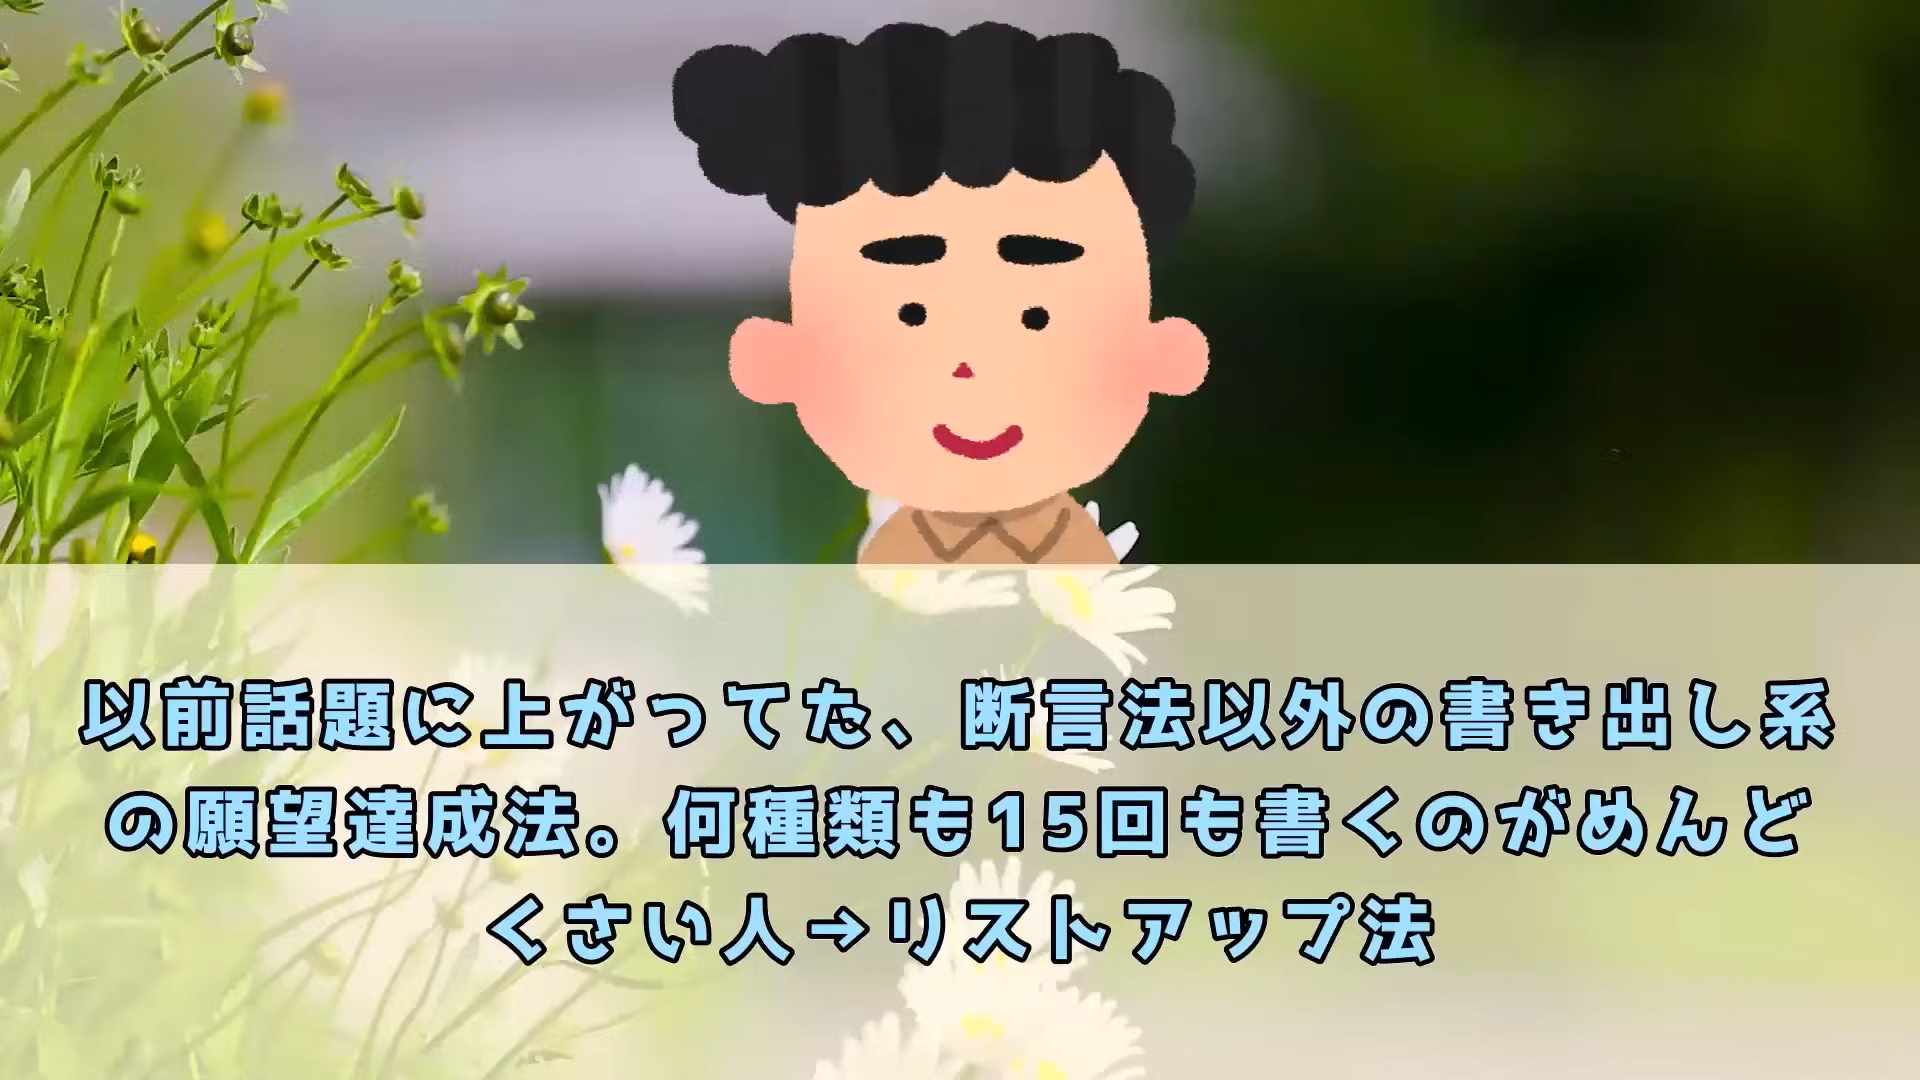 以前話題に上がってた、断言法以外の書き出し系
の願望達成法。何種類も15回も書くのがめんど
くさい人→リストアップ法